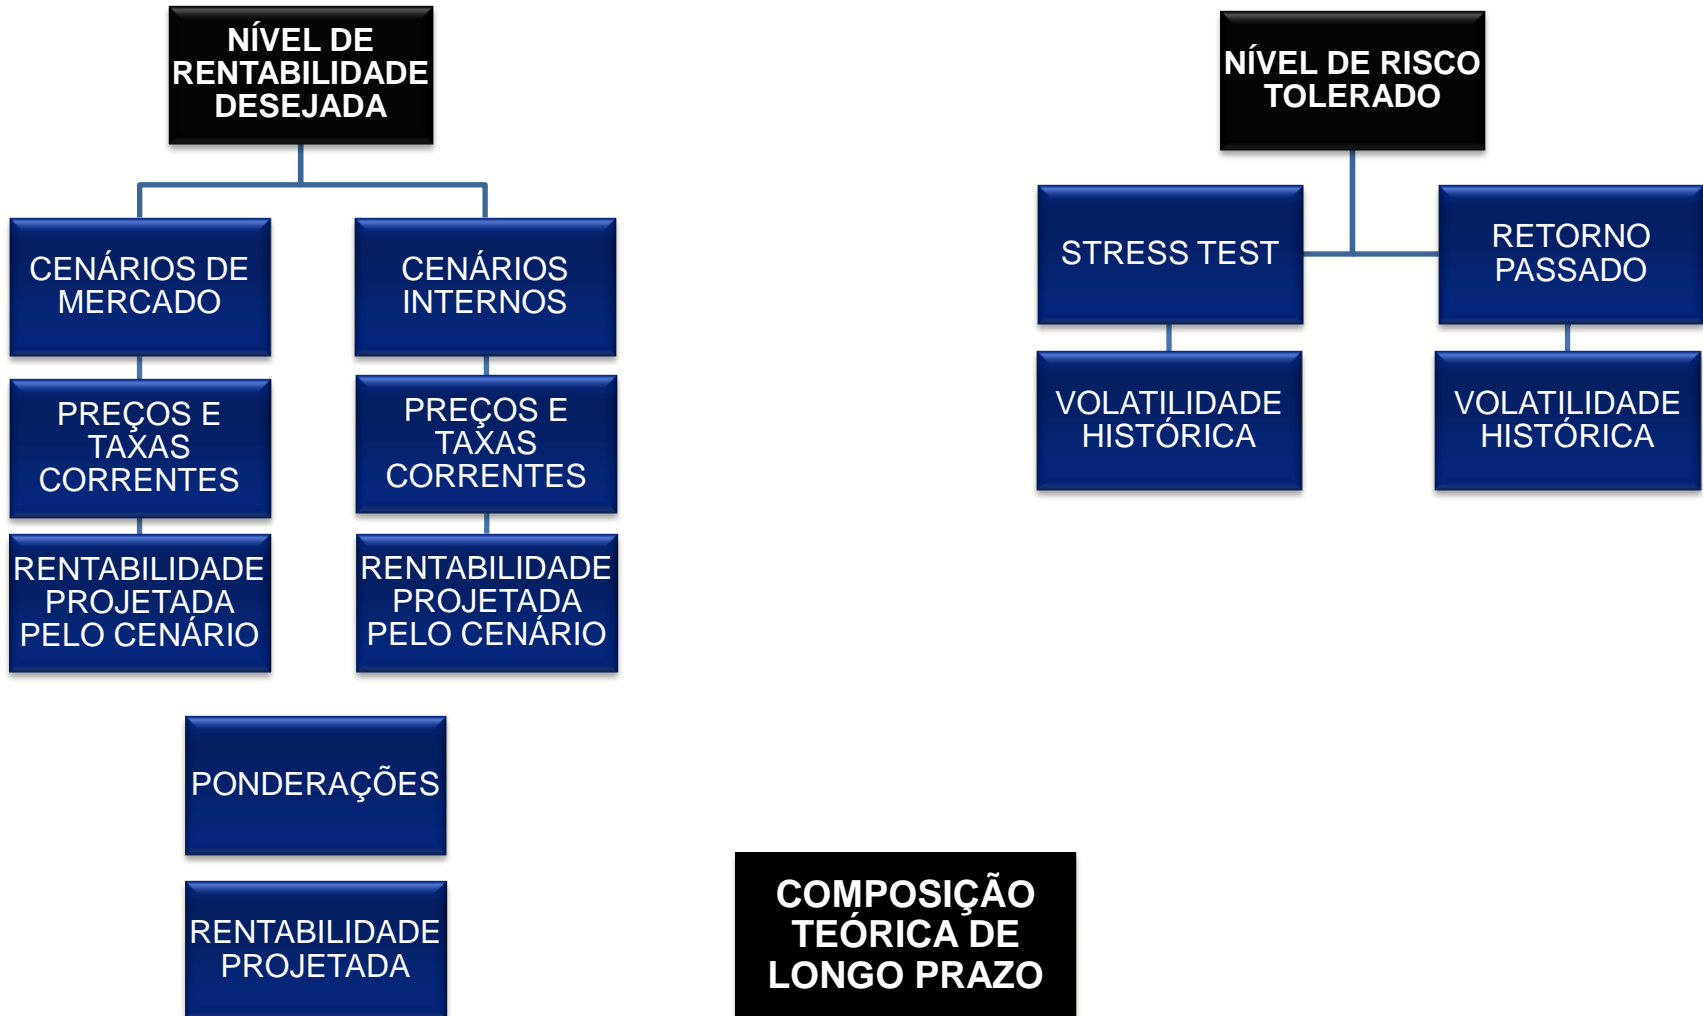 NÍVEL DE
RENTABILIDADE
DESEJADA
CENÁRIOS DE
MERCADO
CENÁRIOS
INTERNOS
PREÇOS E
TAXAS
CORRENTES
PREÇOS E
TAXAS
CORRENTES
RENTABILIDADE
PROJETADA
PELO CENÁRIO
RENTABILIDADE
PROJETADA
PELO CENÁRIO
PONDERAÇÕES
RENTABILIDADE
PROJETADA
NÍVEL DE RISCO
TOLERADO
STRESS TEST
RETORNO
PASSADO
VOLATILIDADE
HISTÓRICA
VOLATILIDADE
HISTÓRICA
COMPOSIÇÃO
TEÓRICA DE
LONGO PRAZO